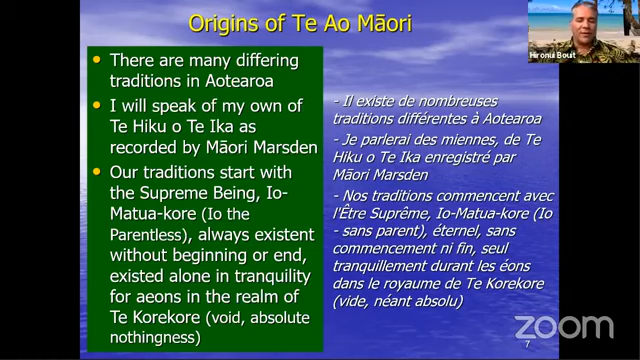 Origins of Te Ao Māori
There are many differing
traditions in Aotearoa
I will speak of my own of
Te Hiku o Te Ika as
recorded by Māori Marsden
Our traditions start with
the Supreme Being, Io-
Matua-kore (Io the
Parentless), always existent
without beginning or end,
existed alone in tranquility
for aeons in the realm of
Te Korekore (void, absolute
nothingness)
- Il existe de nombreuses
traditions différentes à Aotearoa
- Je parlerai des miennes, de Te
Hiku o Te Ika enregistré par
Māori Marsden
- Nos traditions commencent avec
l'Être Suprême, Io-Matua-kore (Io
- sans parent), éternel, sans
commencement ni fin, seul
tranquillement durant les éons
dans le royaume de Te Korekore
(vide, néant absolu)
Hironui Bouit
zoom
7